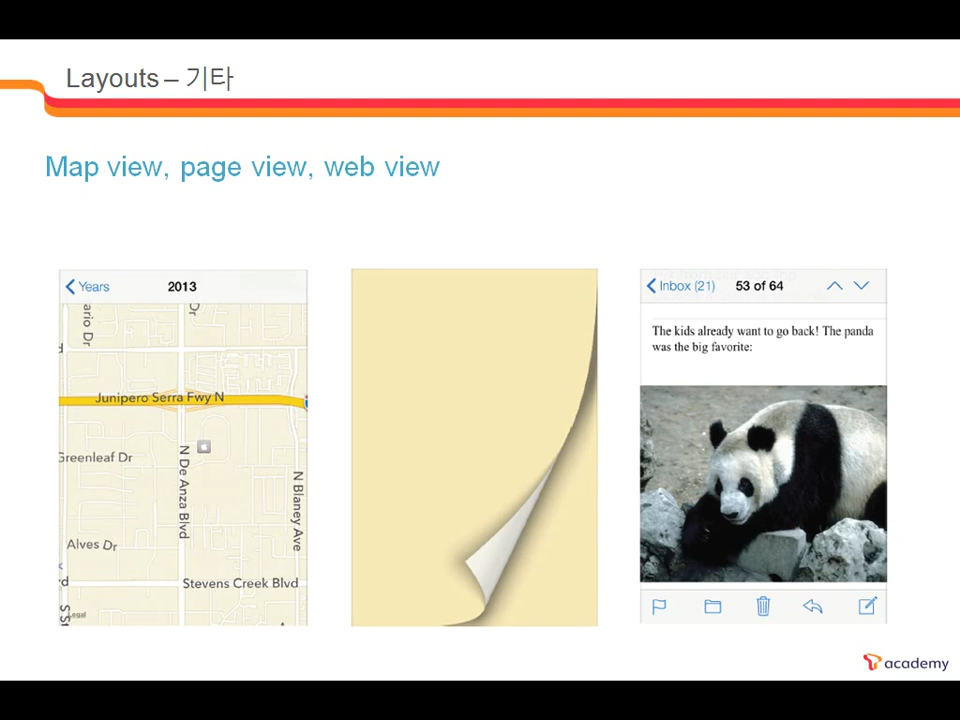 Layouts – 기타
Map view, page view, web view
Years
2013
Junipero Serra Fwy N
Greenleaf Dr
N De Anza Blvd
N Blaney Ave
Alves Dr
Stevens Creek Blvd
Legal
Inbox (21)
53 of 64
The kids already want to go back! The panda
was the big favorite:
academy